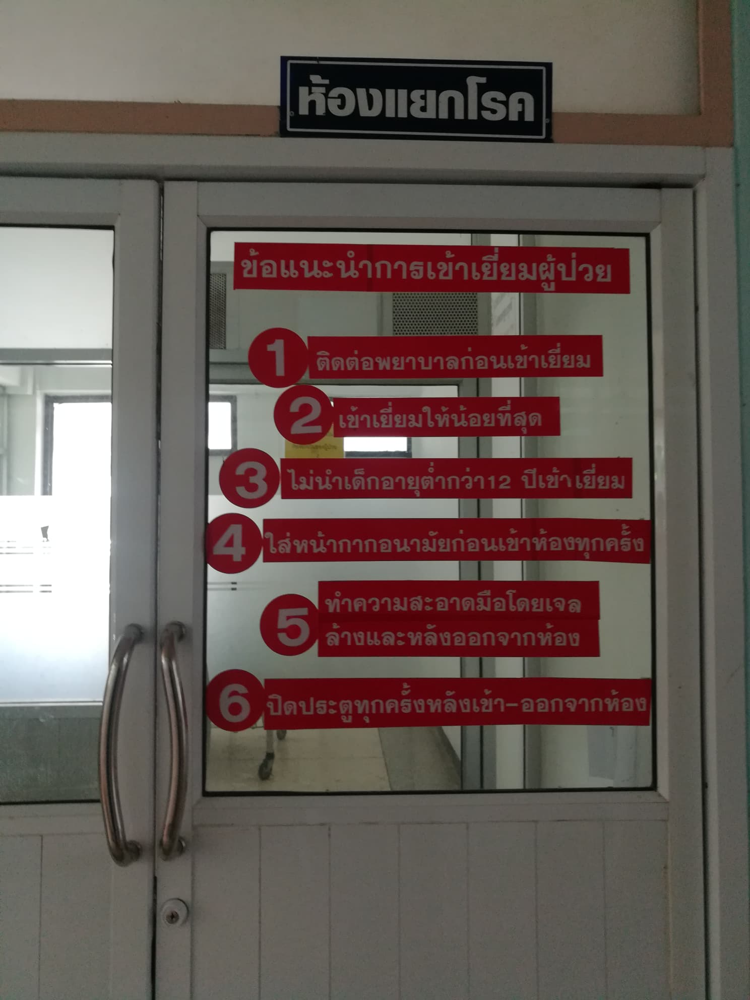 ห้องแยกโรค
ข้อแนะนำการเข้าเยี่ยมผู้ป่วย
1 ติดต่อพยาบาลก่อนเข้าเยี่ยม
2 เข้าเยี่ยมให้น้อยที่สุด
3 ไม่นำเด็กอายุต่ำกว่า12 ปีเข้าเยี่ยม
4 ใส่หน้ากากอนามัยก่อนเข้าห้องทุกครั้ง
5 ทำความสะอาดมือโดยเจล
ล้างและหลังออกจากห้อง
6 ปิดประตูทุกครั้งหลังเข้า-ออกจากห้อง